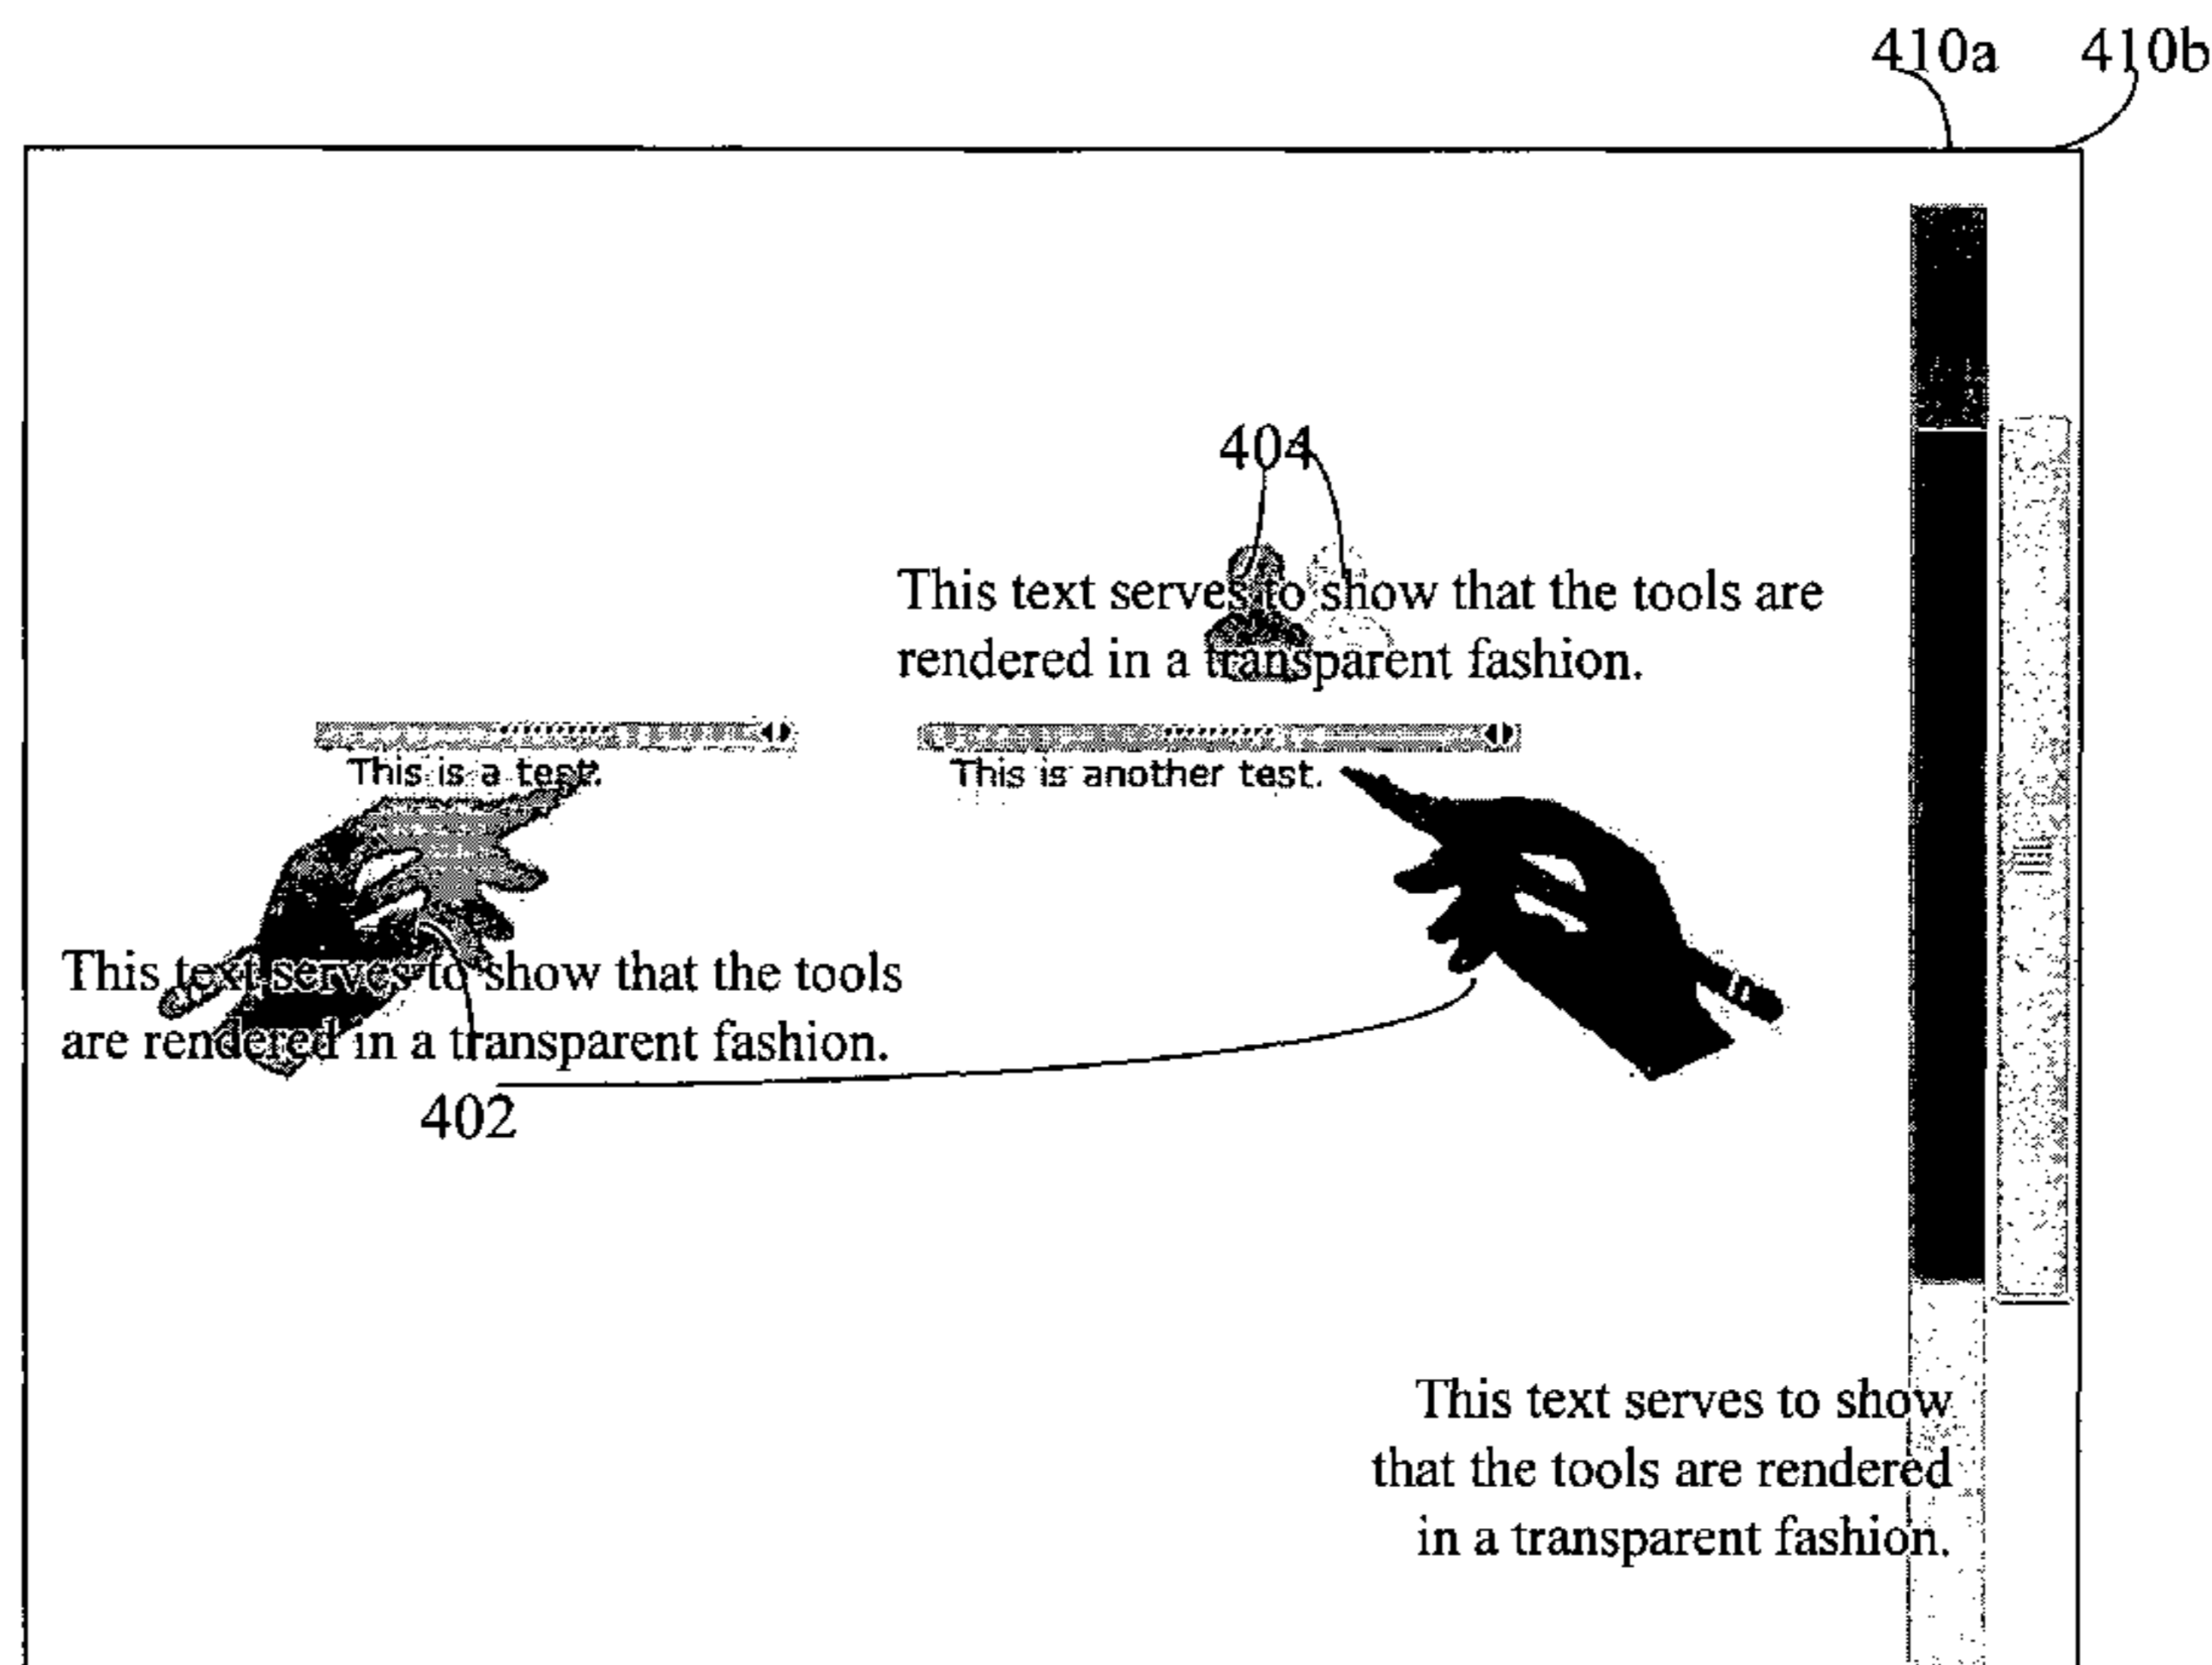 410a 410b
404
This text serves to show that the tools are
rendered in a transparent fashion.
This is a test.
This is another test.
This text serves to show that the tools
are rendered in a transparent fashion.
402
This text serves to show
that the tools are rendered
in a transparent fashion.